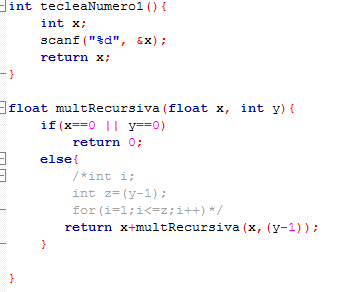 int tecleaNumero1(){
int x;
scanf("%d", &x);
return x;
}
float multRecursiva(float x, int y){
if(x==0 || y==0)
return 0;
else{
/*int i;
int z=(y-1);
for(i=1;i<=z;i++)*/
return x+multRecursiva(x,(y-1));
}
}